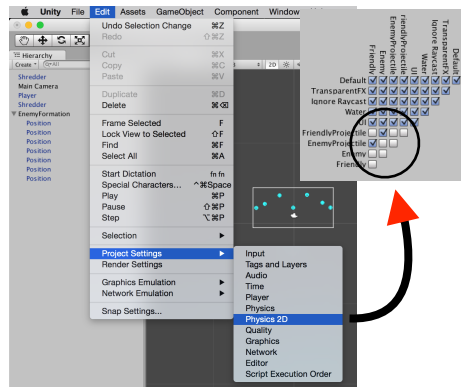 Unity File Edit Assets GameObject Component Window
Undo Selection Change ⌘Z
Redo ⇧⌘Z
Cut ⌘X
Copy ⌘C
Paste ⌘V
Duplicate ⌘D
Delete ⌘⌫
Frame Selected F
Lock View to Selected ⇧F
Find ⌘F
Select All ⌘A
Start Dictation fn fn
Special Characters... ^⌘Space
Play ⌘P
Pause ⇧⌘P
Step ⌥⌘P
Selection
Project Settings
Render Settings
Graphics Emulation
Network Emulation
Snap Settings...
Hierarchy
Create All
Shredder
Main Camera
Player
Shredder
EnemyFormation
Position
Position
Position
Position
Position
Position
2D
Input
Tags and Layers
Audio
Time
Player
Physics
Physics 2D
Quality
Graphics
Network
Editor
Script Execution Order
Friendly
Enemy
EnemyProjectile
riendlyProjectile
UI
Water
Ignore Raycast
TransparentFX
Default
Default
TransparentFX
Ignore Raycast
Water
UI
FriendlyProjectile
EnemyProjectile
Enemy
Friendly